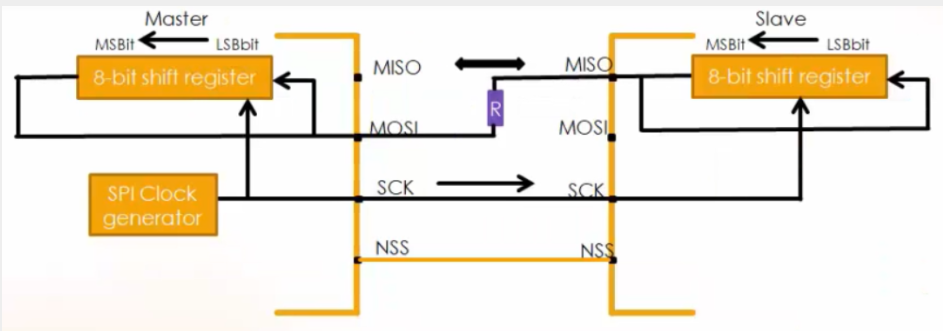 Master
MSBit LSBbit
8-bit shift register
SPI Clock
generator
MISO
MOSI
SCK
NSS
R
MISO
MOSI
SCK
NSS
Slave
MSBit LSBbit
8-bit shift register